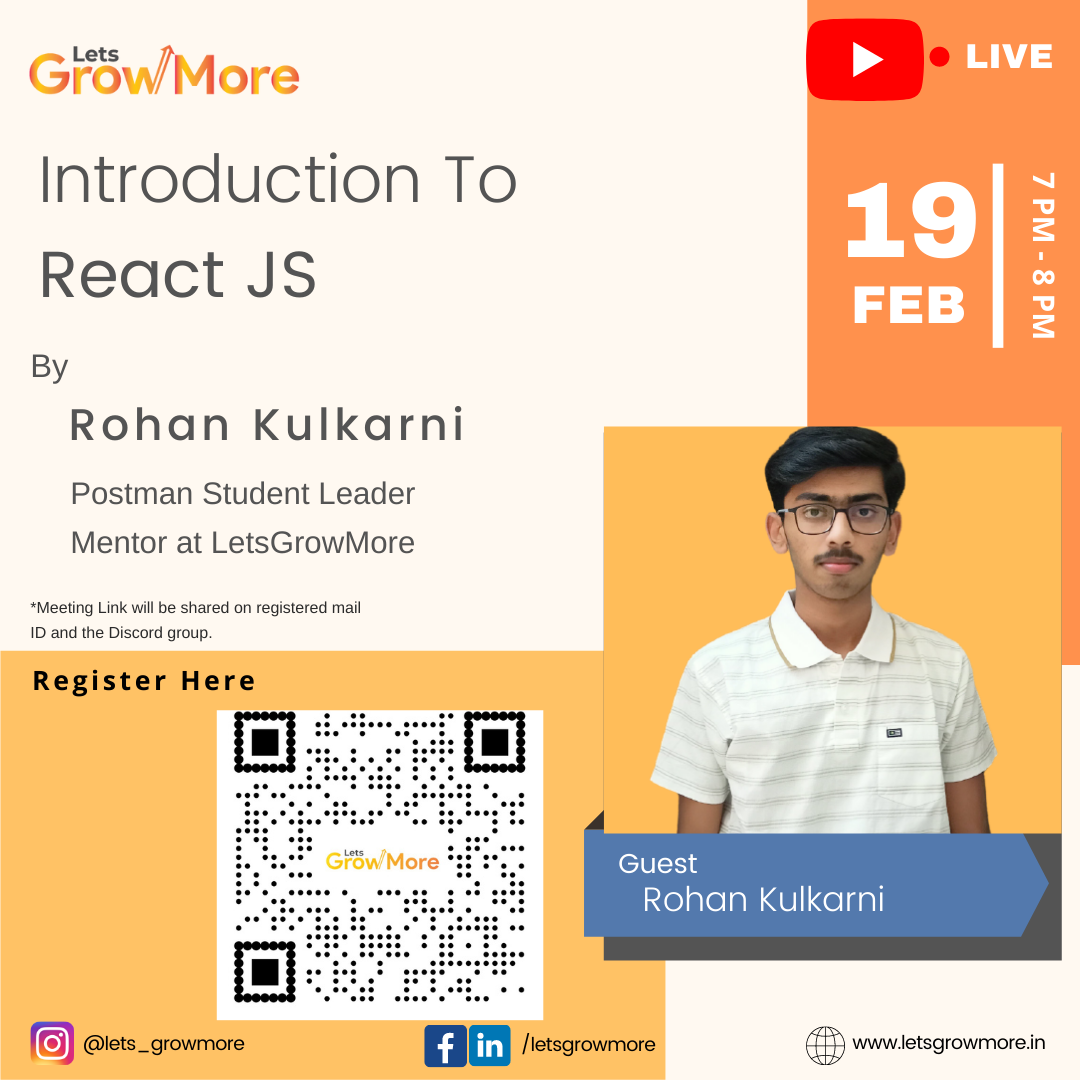 Lets
GrowMore
LIVE
Introduction To
React JS
19
FEB
7 PM - 8 PM
By
Rohan Kulkarni
Postman Student Leader
Mentor at LetsGrowMore
*Meeting Link will be shared on registered mail
ID and the Discord group.
Register Here
Lets
GrowMore
Guest
Rohan Kulkarni
@lets_growmore
/letsgrowmore
www.letsgrowmore.in